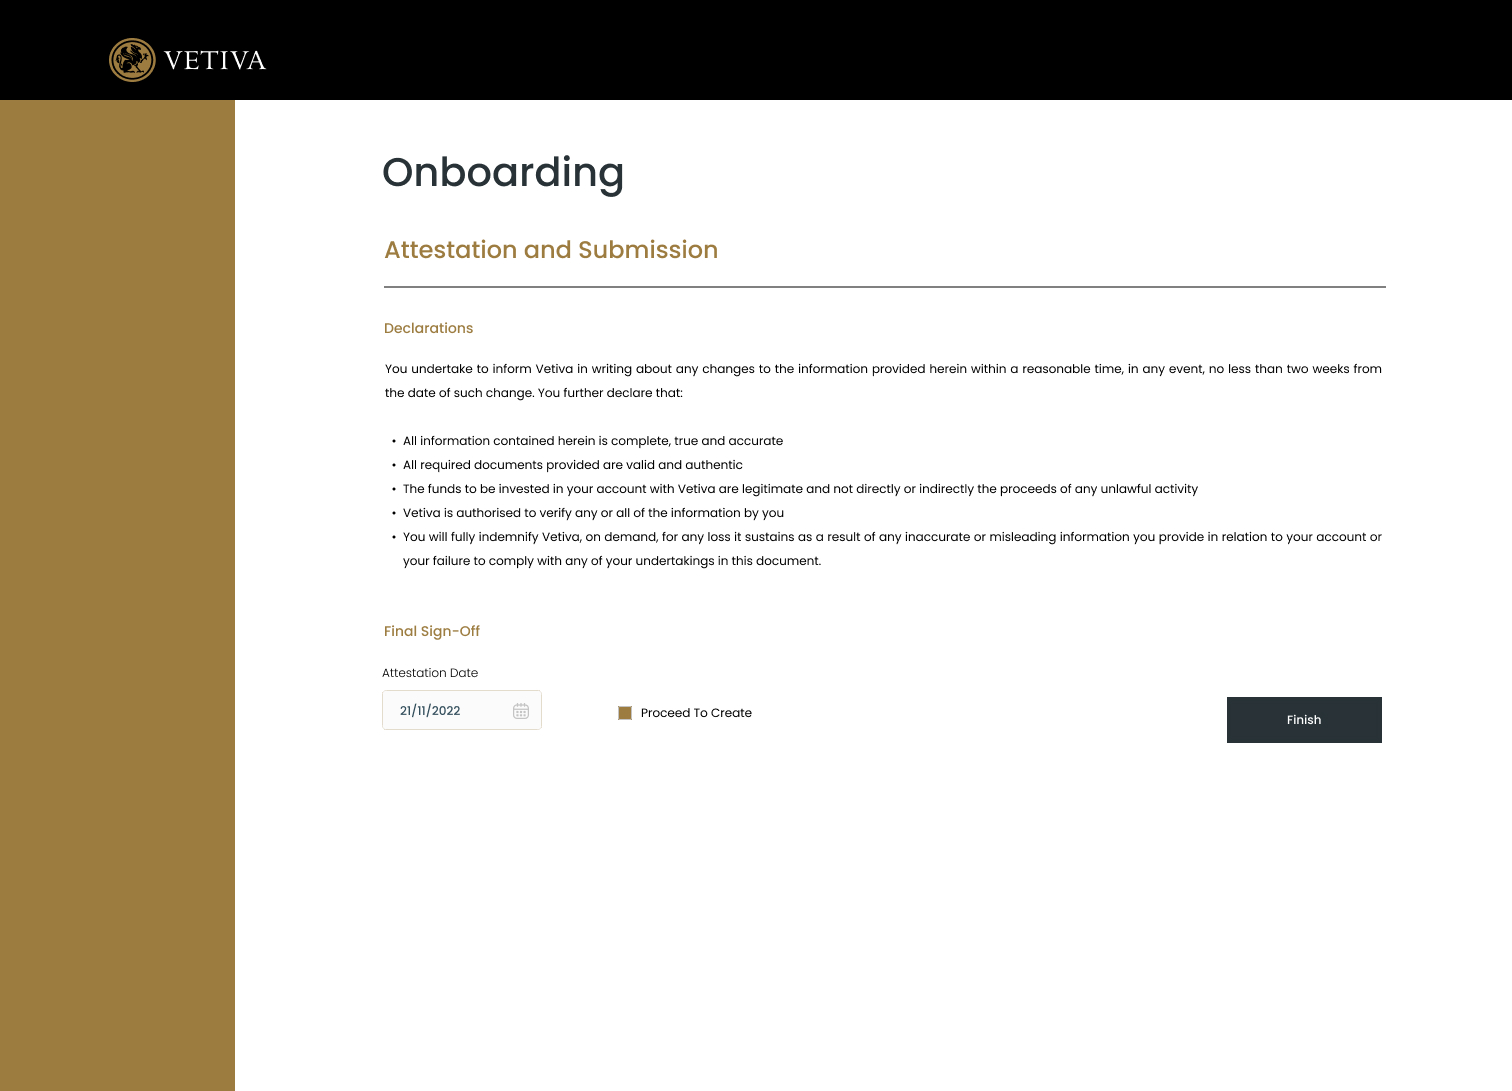 VETIVA
Onboarding
Attestation and Submission
Declarations
You undertake to inform Vetiva in writing about any changes to the information provided herein within a reasonable time, in any event, no less than two weeks from
the date of such change. You further declare that:
• All information contained herein is complete, true and accurate
• All required documents provided are valid and authentic
• The funds to be invested in your account with Vetiva are legitimate and not directly or indirectly the proceeds of any unlawful activity
• Vetiva is authorised to verify any or all of the information by you
• You will fully indemnify Vetiva, on demand, for any loss it sustains as a result of any inaccurate or misleading information you provide in relation to your account or
your failure to comply with any of your undertakings in this document.
Final Sign-Off
Attestation Date
21/11/2022
Proceed To Create
Finish